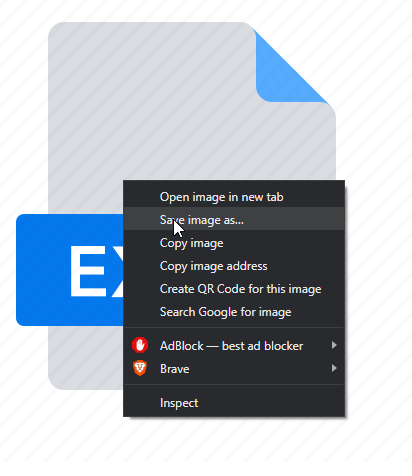 EX
Open image in new tab
Save image as...
Copy image
Copy image address
Create QR Code for this image
Search Google for image
AdBlock — best ad blocker
Brave
Inspect